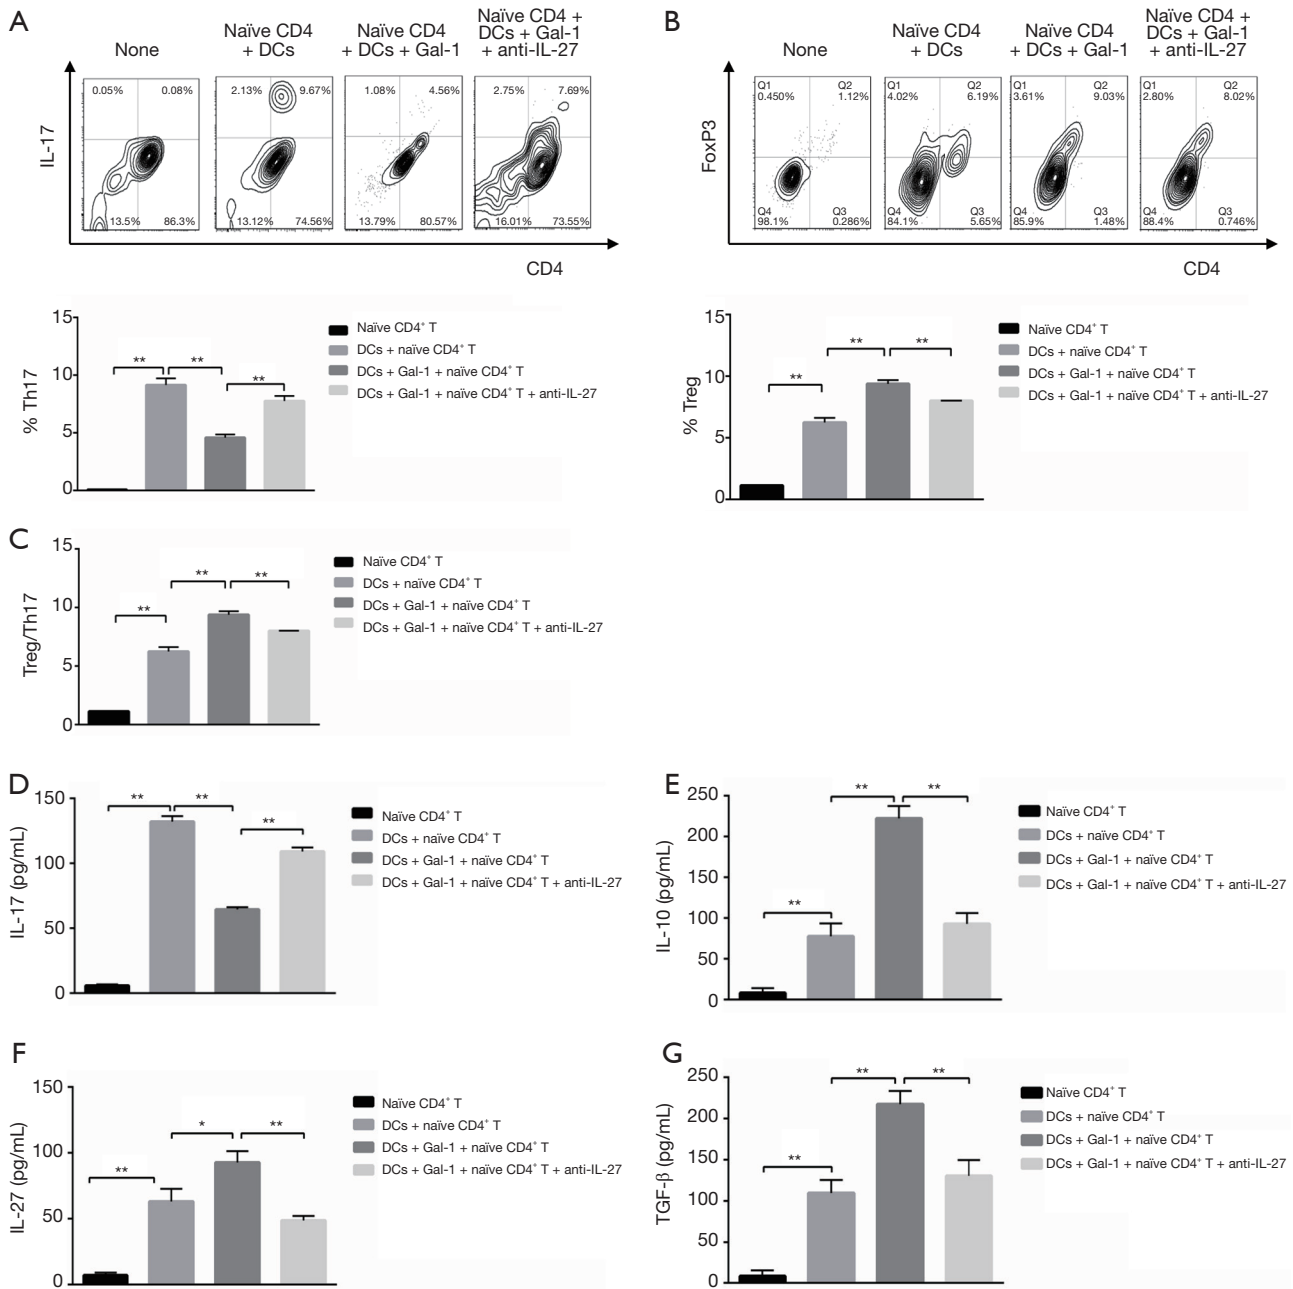 A
None
Naïve CD4
+ DCs
Naïve CD4
+ DCs + Gal-1
Naïve CD4 +
DCs + Gal-1
+ anti-IL-27
IL-17
0.05% 0.08%
13.5% 86.3%
2.13% 9.67%
13.12% 74.56%
1.08% 4.56%
13.79% 80.57%
2.75% 7.69%
16.01% 73.55%
CD4
15
10
5
0
% Th17
** ** **
Naïve CD4+ T
DCs + naïve CD4+ T
DCs + Gal-1 + naïve CD4+ T
DCs + Gal-1 + naïve CD4+ T + anti-IL-27
B
None
Naïve CD4
+ DCs
Naïve CD4
+ DCs + Gal-1
Naïve CD4 +
DCs + Gal-1
+ anti-IL-27
FoxP3
Q1 Q2
0.450% 1.12%
Q4 Q3
98.1% 0.286%
Q1 Q2
4.02% 6.19%
Q4 Q3
84.1% 5.65%
Q1 Q2
3.61% 9.03%
Q4 Q3
85.9% 1.48%
Q1 Q2
2.80% 8.02%
Q4 Q3
88.4% 0.746%
CD4
15
10
5
0
% Treg
** ** **
Naïve CD4+ T
DCs + naïve CD4+ T
DCs + Gal-1 + naïve CD4+ T
DCs + Gal-1 + naïve CD4+ T + anti-IL-27
C
15
10
5
0
Treg/Th17
** ** **
Naïve CD4+ T
DCs + naïve CD4+ T
DCs + Gal-1 + naïve CD4+ T
DCs + Gal-1 + naïve CD4+ T + anti-IL-27
D
150
100
50
0
IL-17 (pg/mL)
** ** **
Naïve CD4+ T
DCs + naïve CD4+ T
DCs + Gal-1 + naïve CD4+ T
DCs + Gal-1 + naïve CD4+ T + anti-IL-27
E
250
200
150
100
50
0
IL-10 (pg/mL)
** ** **
Naïve CD4+ T
DCs + naïve CD4+ T
DCs + Gal-1 + naïve CD4+ T
DCs + Gal-1 + naïve CD4+ T + anti-IL-27
F
150
100
50
0
IL-27 (pg/mL)
** * **
Naïve CD4+ T
DCs + naïve CD4+ T
DCs + Gal-1 + naïve CD4+ T
DCs + Gal-1 + naïve CD4+ T + anti-IL-27
G
250
200
150
100
50
0
TGF-β (pg/mL)
** ** **
Naïve CD4+ T
DCs + naïve CD4+ T
DCs + Gal-1 + naïve CD4+ T
DCs + Gal-1 + naïve CD4+ T + anti-IL-27